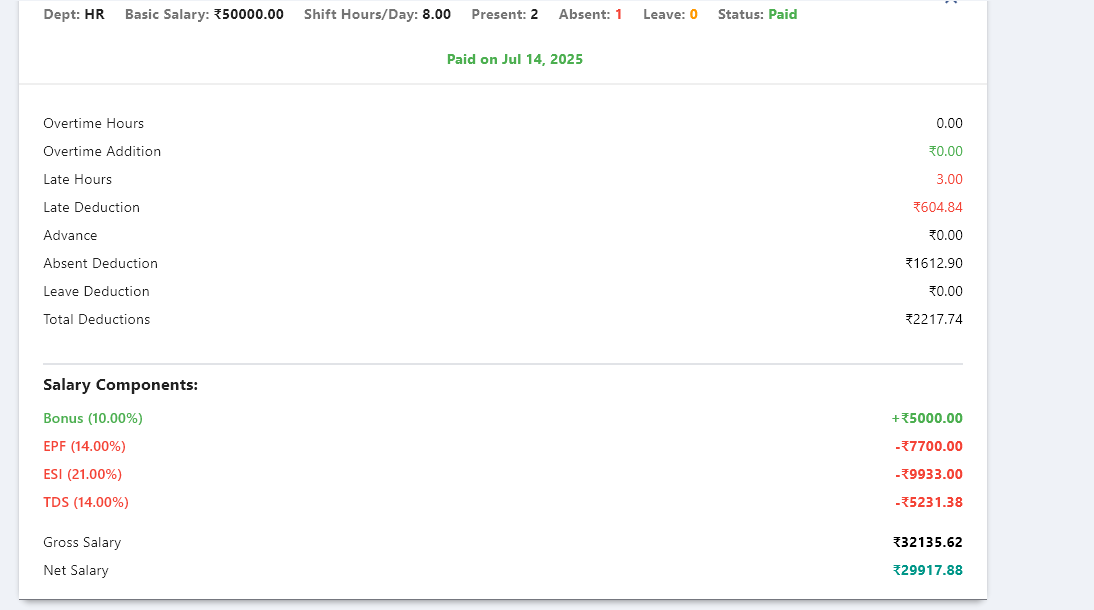 Dept: HR Basic Salary: ₹50000.00 Shift Hours/Day: 8.00 Present: 2 Absent: 1 Leave: 0 Status: Paid
Paid on Jul 14, 2025
Overtime Hours 0.00
Overtime Addition ₹0.00
Late Hours 3.00
Late Deduction ₹604.84
Advance ₹0.00
Absent Deduction ₹1612.90
Leave Deduction ₹0.00
Total Deductions ₹2217.74
Salary Components:
Bonus (10.00%) +₹5000.00
EPF (14.00%) -₹7700.00
ESI (21.00%) -₹9933.00
TDS (14.00%) -₹5231.38
Gross Salary ₹32135.62
Net Salary ₹29917.88